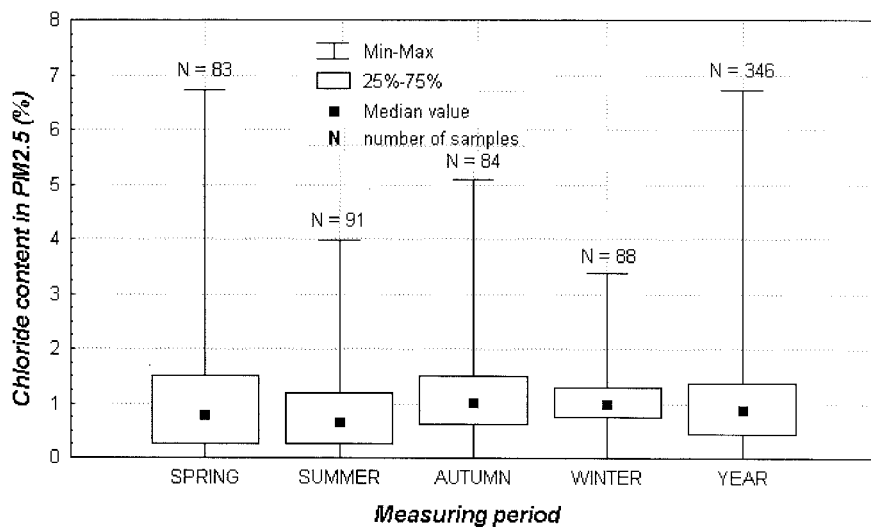 Chloride content in PM2.5 (%)
8
7
6
5
4
3
2
1
0
Min-Max
25%-75%
Median value
N number of samples
N = 83
N = 91
N = 84
N = 88
N = 346
SPRING
SUMMER
AUTUMN
WINTER
YEAR
Measuring period